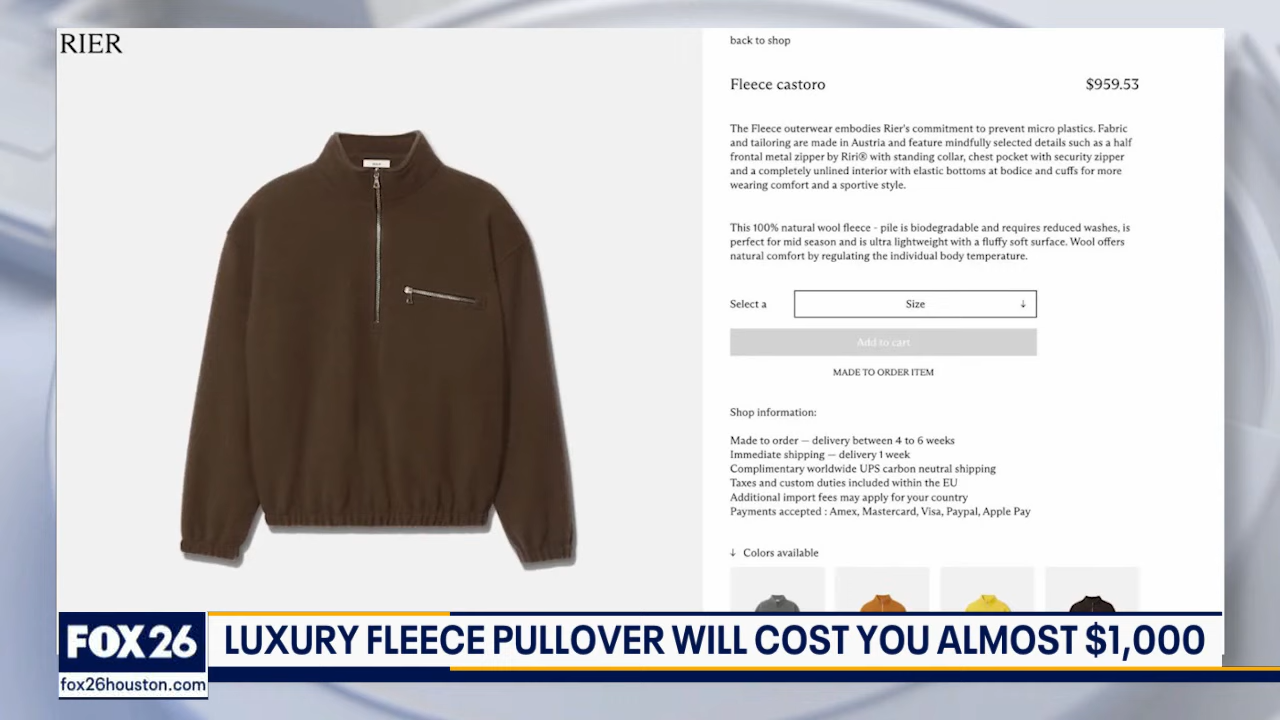 RIER
back to shop
Fleece castoro
$959.53
The Fleece outerwear embodies Rier's commitment to prevent micro plastics. Fabric
and tailoring are made in Austria and feature mindfully selected details such as a half
frontal metal zipper by Riri® with standing collar, chest pocket with security zipper
and a completely unlined interior with elastic bottoms at bodice and cuffs for more
wearing comfort and a sportive style.
This 100% natural wool fleece - pile is biodegradable and requires reduced washes, is
perfect for mid season and is ultra lightweight with a fluffy soft surface. Wool offers
natural comfort by regulating the individual body temperature.
Select a
Size ↓
Add to cart
MADE TO ORDER ITEM
Shop information:
Made to order — delivery between 4 to 6 weeks
Immediate shipping — delivery 1 week
Complimentary worldwide UPS carbon neutral shipping
Taxes and custom duties included within the EU
Additional import fees may apply for your country
Payments accepted : Amex, Mastercard, Visa, Paypal, Apple Pay
↓ Colors available
FOX 26
LUXURY FLEECE PULLOVER WILL COST YOU ALMOST $1,000
fox26houston.com